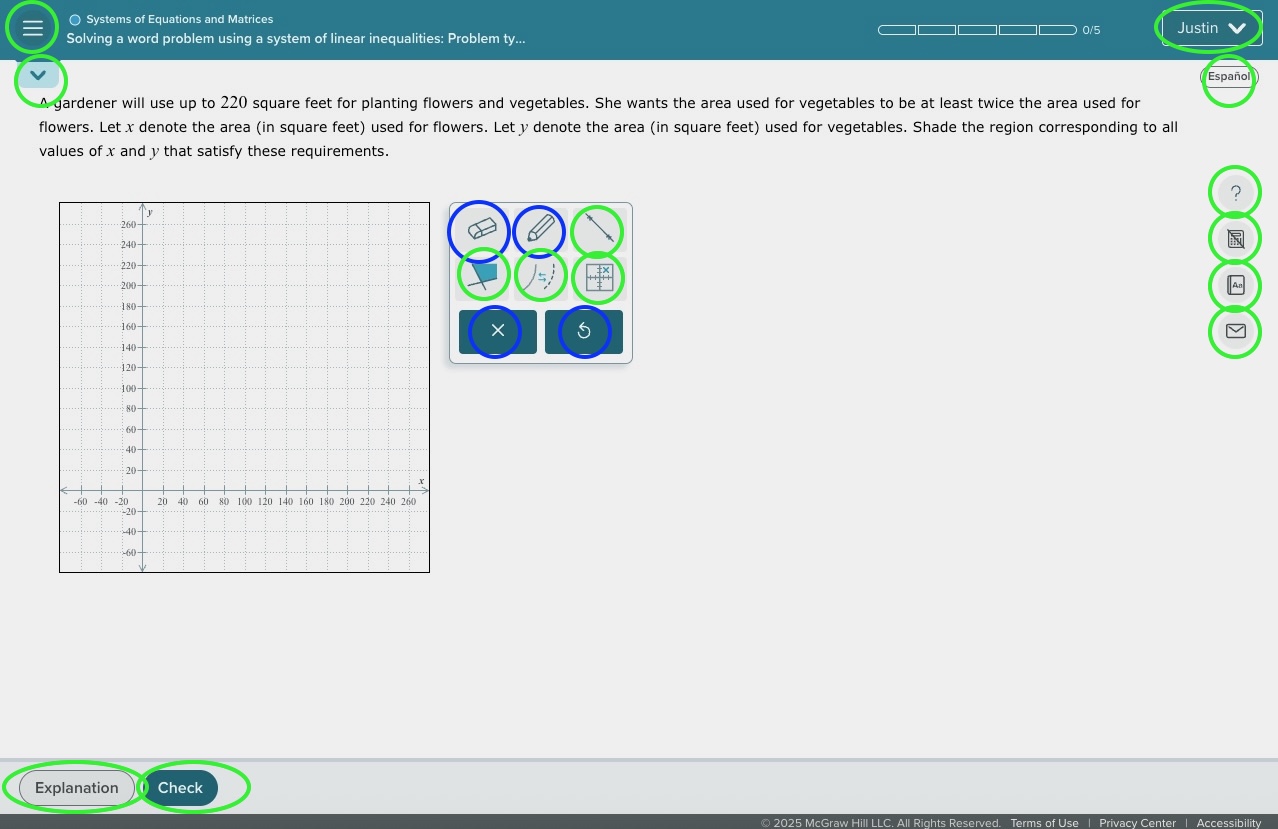 Systems of Equations and Matrices
Solving a word problem using a system of linear inequalities: Problem ty...
0/5
Justin
Español
A gardener will use up to 220 square feet for planting flowers and vegetables. She wants the area used for vegetables to be at least twice the area used for
flowers. Let x denote the area (in square feet) used for flowers. Let y denote the area (in square feet) used for vegetables. Shade the region corresponding to all
values of x and y that satisfy these requirements.
y
260
240
220
200
180
160
140
120
100
80
60
40
20
x
-60 -40 -20 20 40 60 80 100 120 140 160 180 200 220 240 260
-20
-40
-60
?
Aa
Explanation
Check
© 2025 McGraw Hill LLC. All Rights Reserved. Terms of Use | Privacy Center | Accessibility